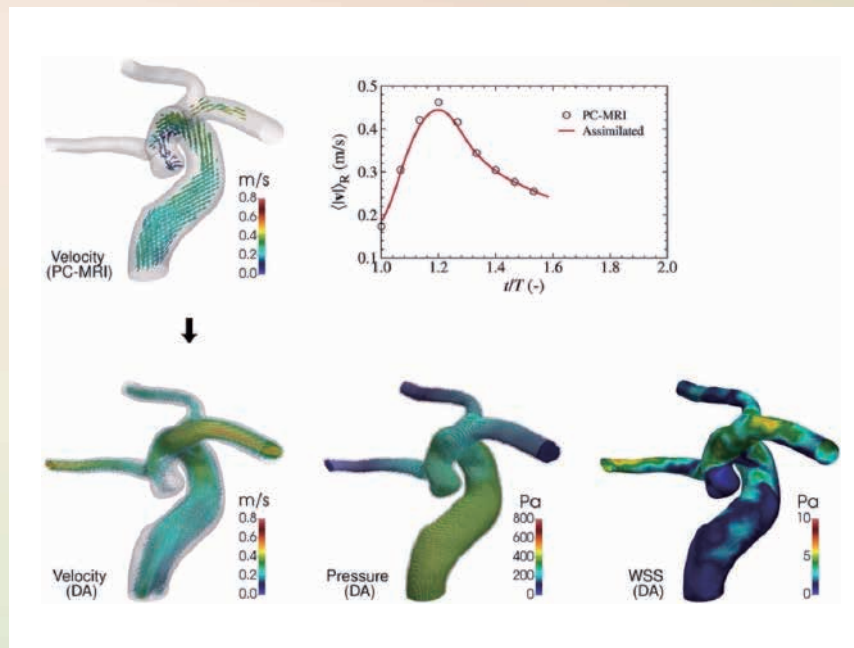 m/s
0.8
0.6
0.4
0.2
0.0
Velocity
(PC-MRI)
0.5
0.4
0.3
0.2
0.1
⟨|v|⟩R (m/s)
PC-MRI
Assimilated
1.0 1.2 1.4 1.6 1.8 2.0
t/T (-)
m/s
0.8
0.6
0.4
0.2
0.0
Velocity
(DA)
Pa
800
600
400
200
0
Pressure
(DA)
Pa
10
5
0
WSS
(DA)